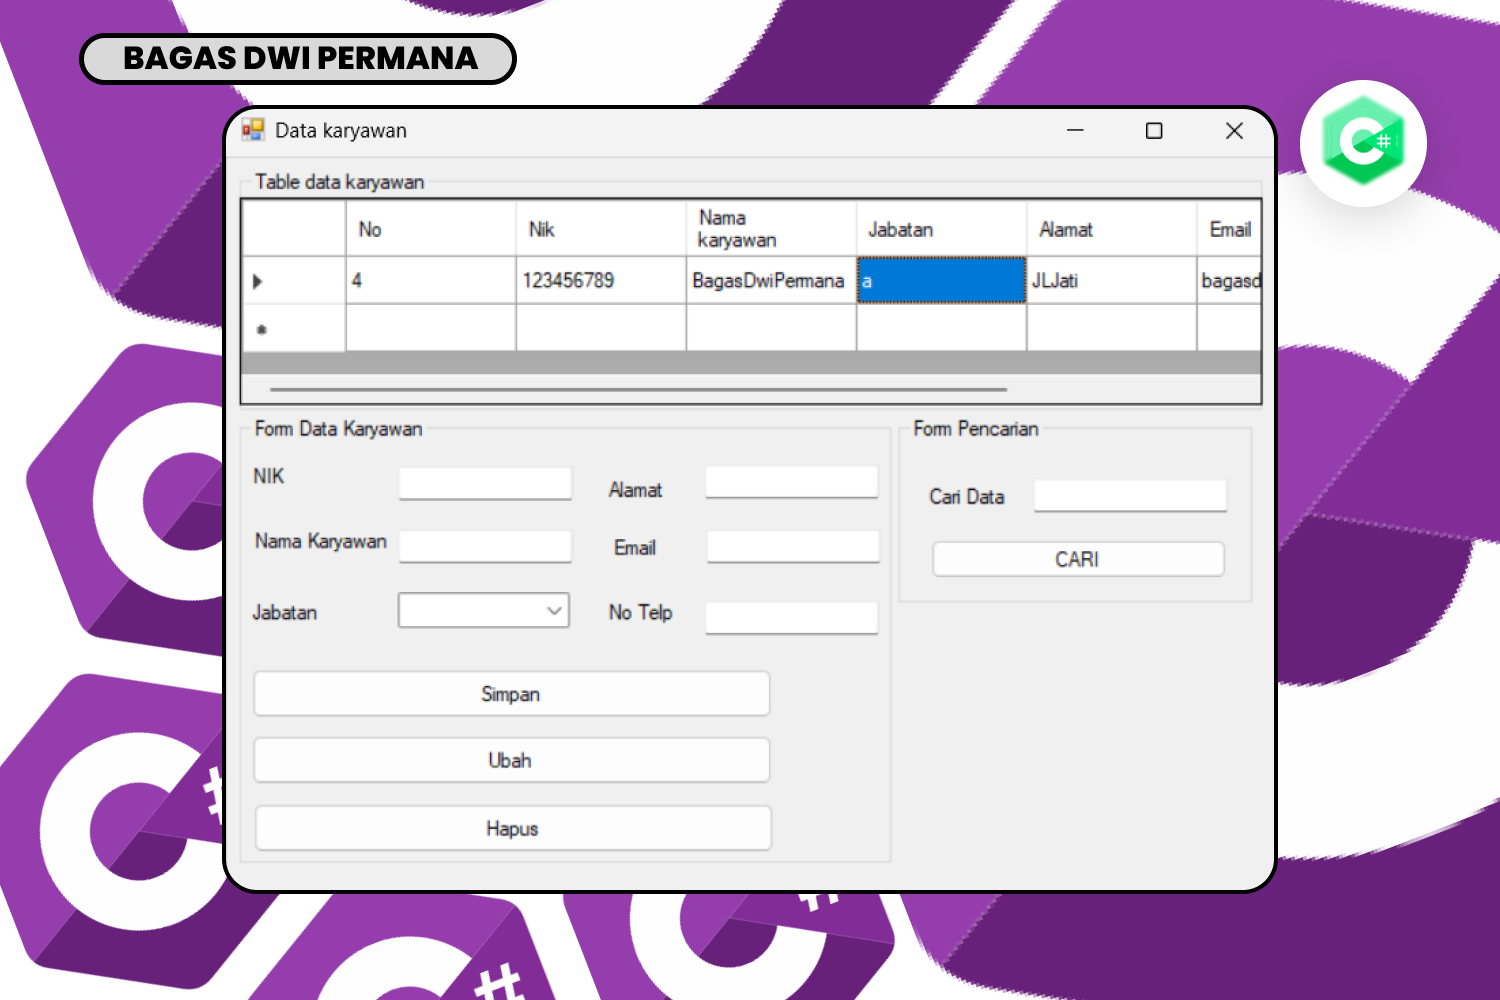 BAGAS DWI PERMANA
Data karyawan
Table data karyawan
No Nik Nama karyawan Jabatan Alamat Email
4 123456789 BagasDwiPermana a JLJati bagasd
Form Data Karyawan
NIK
Alamat
Nama Karyawan
Email
Jabatan
No Telp
Simpan
Ubah
Hapus
Form Pencarian
Cari Data
CARI
C#
C
C#
C#
C#